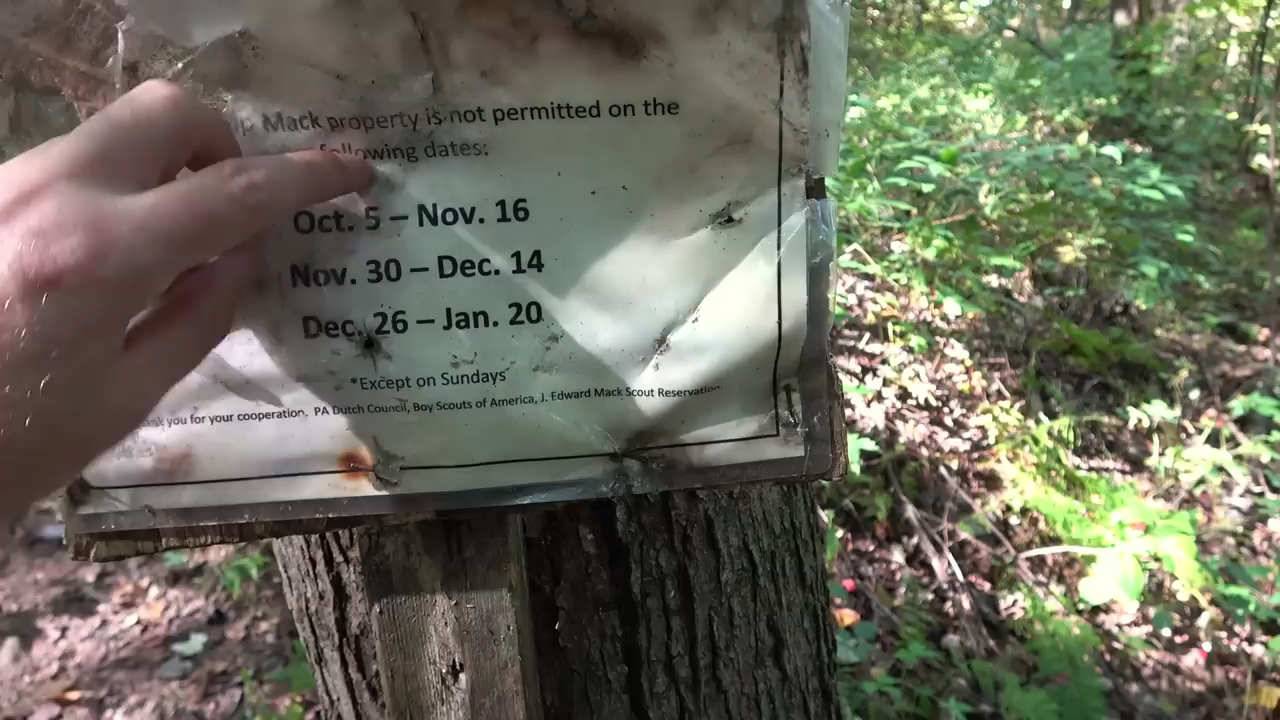 Mack property is not permitted on the
following dates:
Oct. 5 – Nov. 16
Nov. 30 – Dec. 14
Dec. 26 – Jan. 20
*Except on Sundays
you for your cooperation. PA Dutch Council, Boy Scouts of America, J. Edward Mack Scout Reservation.